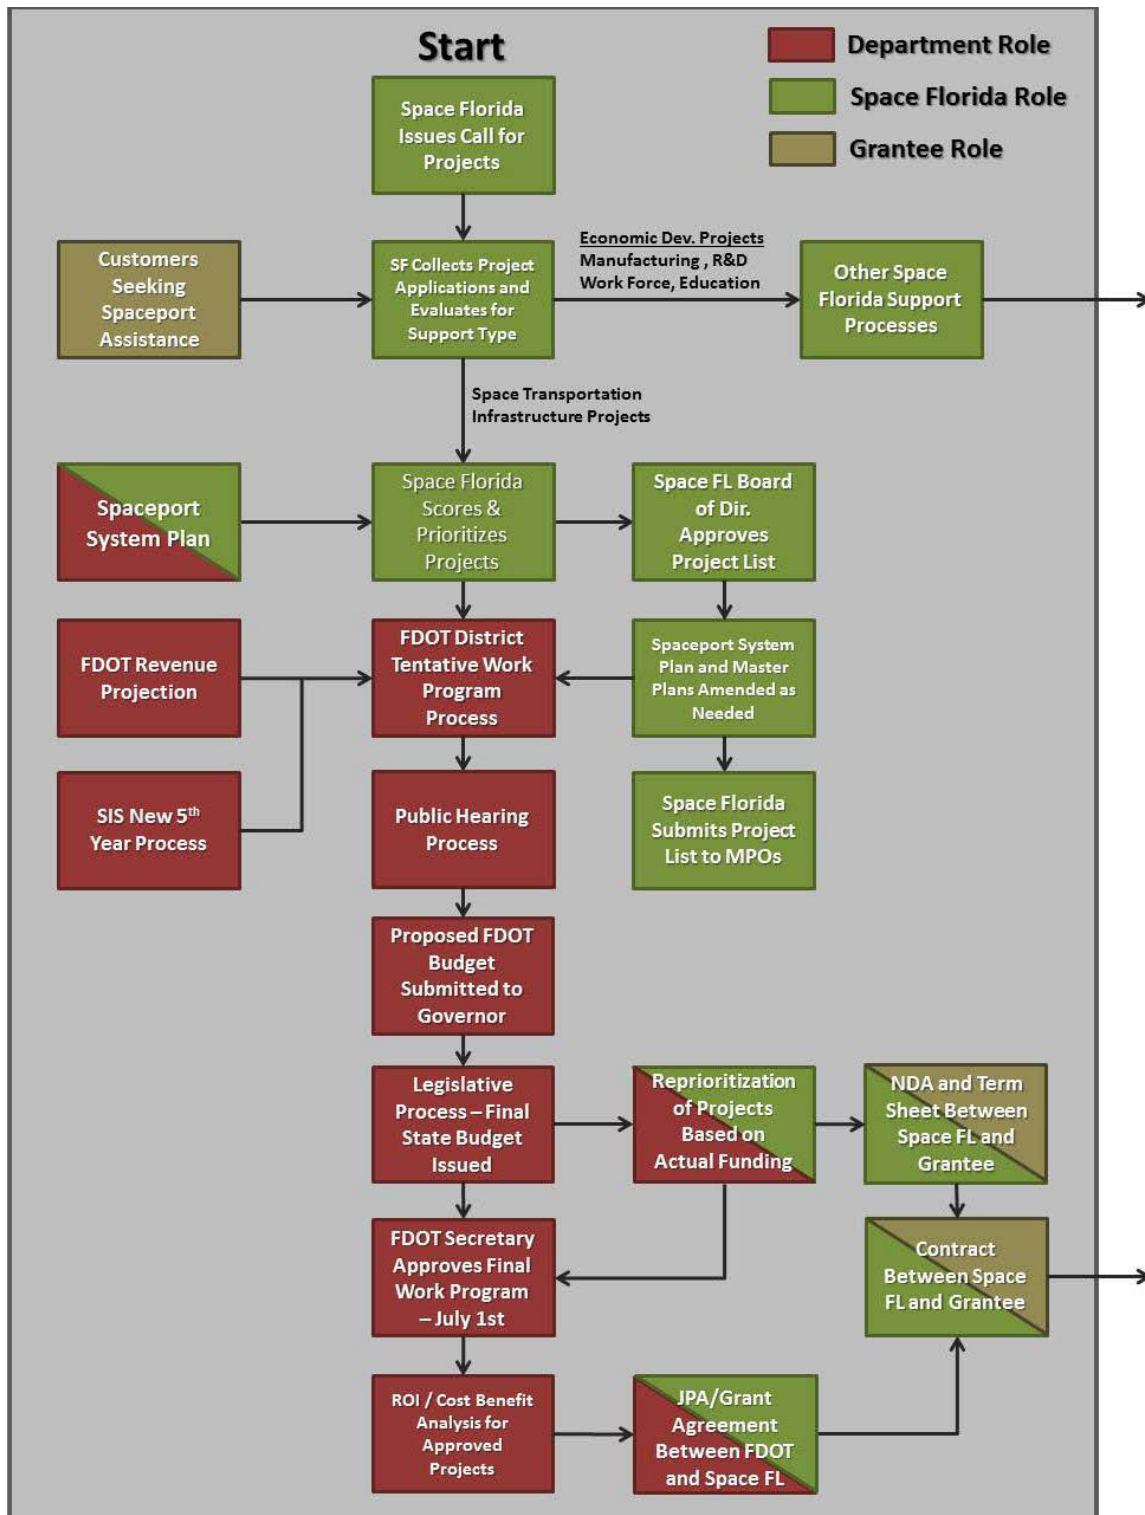 Start
Department Role
Space Florida Role
Grantee Role
Space Florida
Issues Call for
Projects
Customers
Seeking
Spaceport
Assistance
SF Collects Project
Applications and
Evaluates for
Support Type
Economic Dev. Projects
Manufacturing , R&D
Work Force, Education
Other Space
Florida Support
Processes
Space Transportation
Infrastructure Projects
Spaceport
System Plan
Space Florida
Scores &
Prioritizes
Projects
Space FL Board
of Dir.
Approves
Project List
FDOT Revenue
Projection
FDOT District
Tentative Work
Program
Process
Spaceport System
Plan and Master
Plans Amended as
Needed
SIS New 5th
Year Process
Public Hearing
Process
Space Florida
Submits Project
List to MPOs
Proposed FDOT
Budget
Submitted to
Governor
Legislative
Process – Final
State Budget
Issued
Reprioritization
of Projects
Based on
Actual Funding
NDA and Term
Sheet Between
Space FL and
Grantee
FDOT Secretary
Approves Final
Work Program
– July 1st
Contract
Between Space
FL and Grantee
ROI / Cost Benefit
Analysis for
Approved
Projects
JPA/Grant
Agreement
Between FDOT
and Space FL